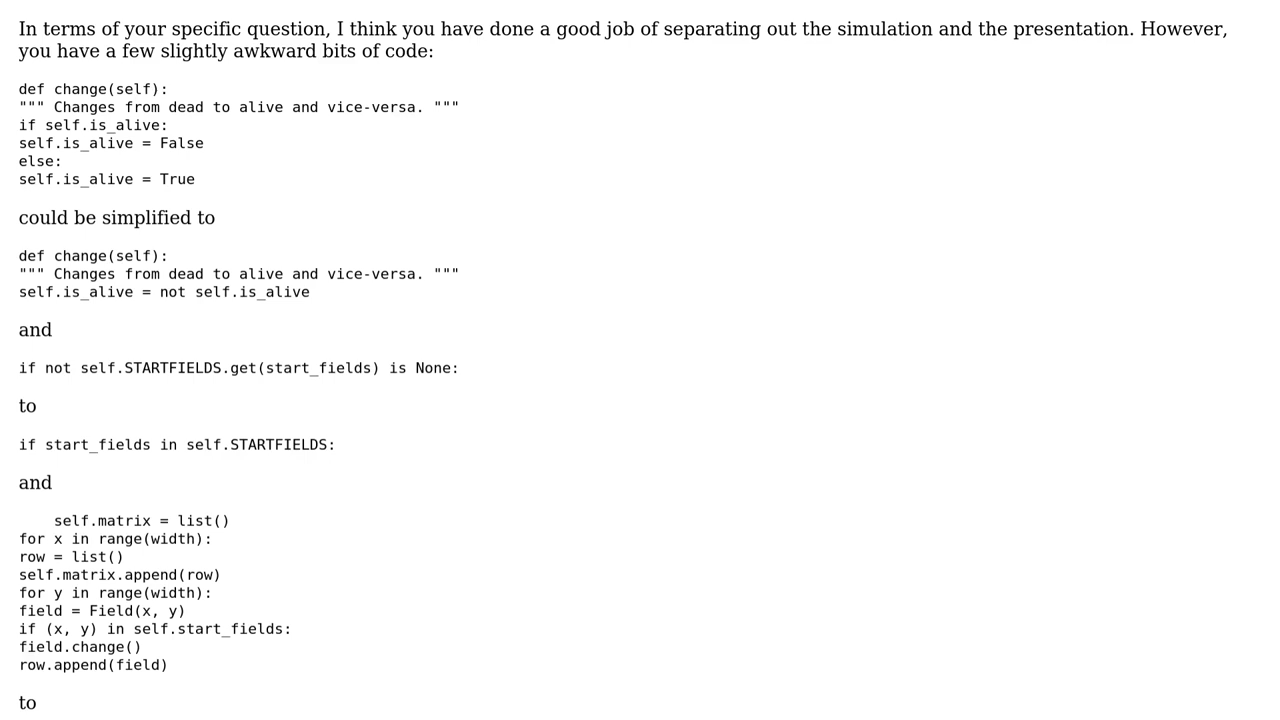 In terms of your specific question, I think you have done a good job of separating out the simulation and the presentation. However,
you have a few slightly awkward bits of code:
def change(self):
""" Changes from dead to alive and vice-versa. """
if self.is_alive:
self.is_alive = False
else:
self.is_alive = True
could be simplified to
def change(self):
""" Changes from dead to alive and vice-versa. """
self.is_alive = not self.is_alive
and
if not self.STARTFIELDS.get(start_fields) is None:
to
if start_fields in self.STARTFIELDS:
and
    self.matrix = list()
for x in range(width):
row = list()
self.matrix.append(row)
for y in range(width):
field = Field(x, y)
if (x, y) in self.start_fields:
field.change()
row.append(field)
to